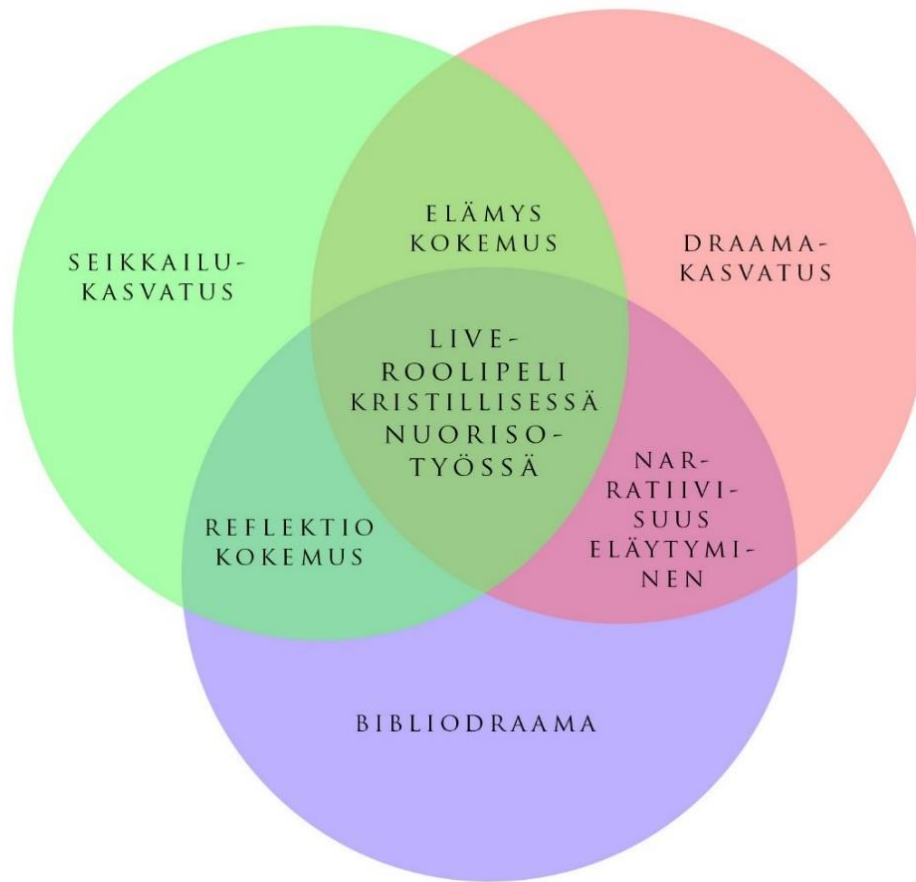 ELÄMYS
KOKEMUS
SEIKKAILU-
KASVATUS
DRAAMA-
KASVATUS
LIVE-
ROOLIPELI
KRISTILLISESSÄ
NUORISO-
TYÖSSÄ
REFLEKTIO
KOKEMUS
NAR-
RATIIVI-
SUUS
ELÄYTYMI-
NEN
BIBLIODRAAMA